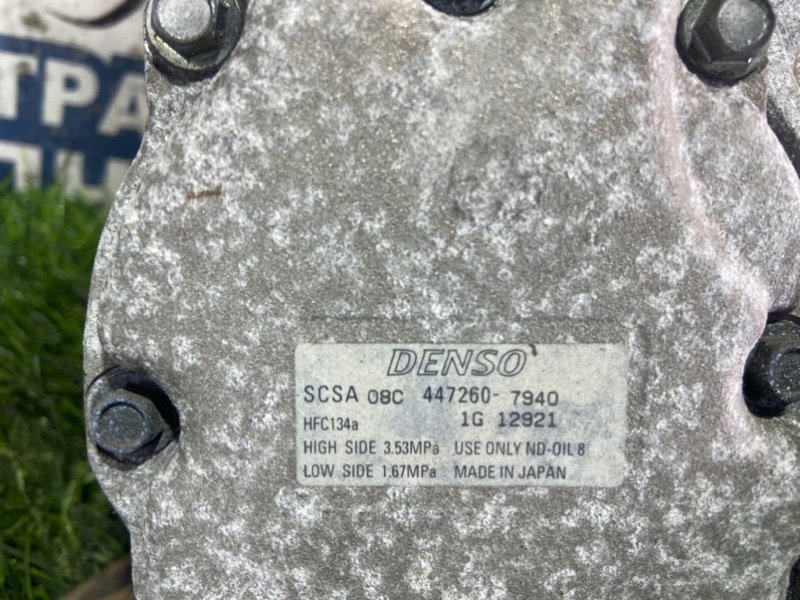 ТРА
DENSO
SCSA 08C 447260-7940
1G 12921
HFC134a
HIGH SIDE 3.53MPa USE ONLY ND-OIL 8
LOW SIDE 1.67MPa MADE IN JAPAN